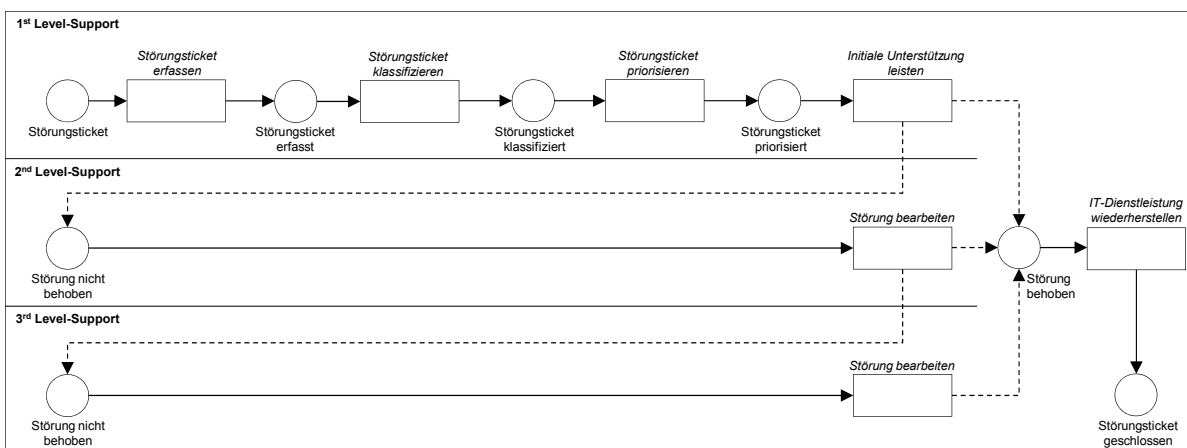 1st Level-Support
Störungsticket
erfassen
Störungsticket
klassifizieren
Störungsticket
priorisieren
Initiale Unterstützung
leisten
Störungsticket
Störungsticket
erfasst
Störungsticket
klassifiziert
Störungsticket
priorisiert
2nd Level-Support
Störung bearbeiten
IT-Dienstleistung
wiederherstellen
Störung nicht
behoben
Störung
behoben
3rd Level-Support
Störung bearbeiten
Störung nicht
behoben
Störungsticket
geschlossen